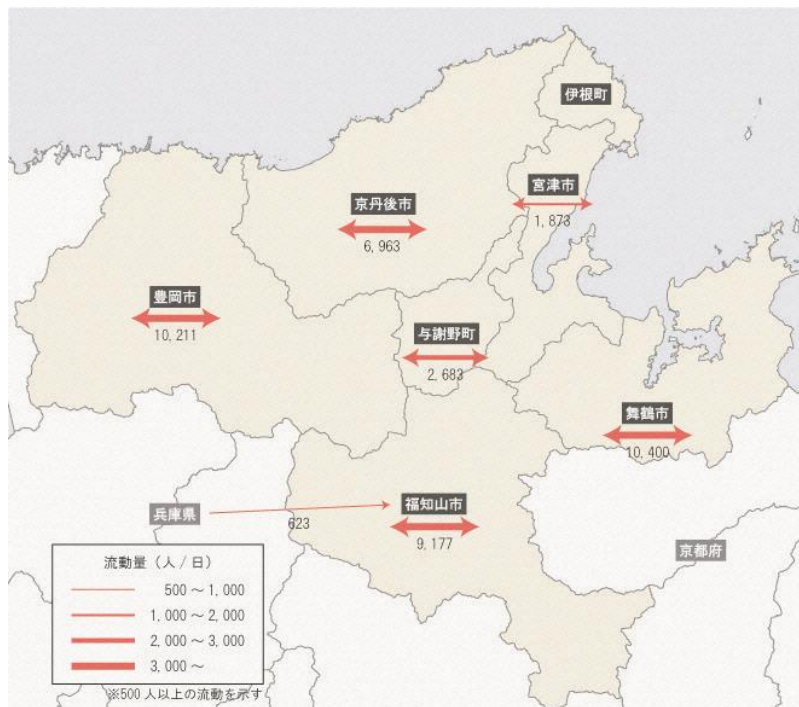 伊根町
宮津市
1,873
京丹後市
6,963
豊岡市
10,211
与謝野町
2,683
舞鶴市
10,400
兵庫県
623
福知山市
9,177
京都府
流動量（人 / 日）
500 ～ 1,000
1,000 ～ 2,000
2,000 ～ 3,000
3,000 ～
※500 人以上の流動を示す